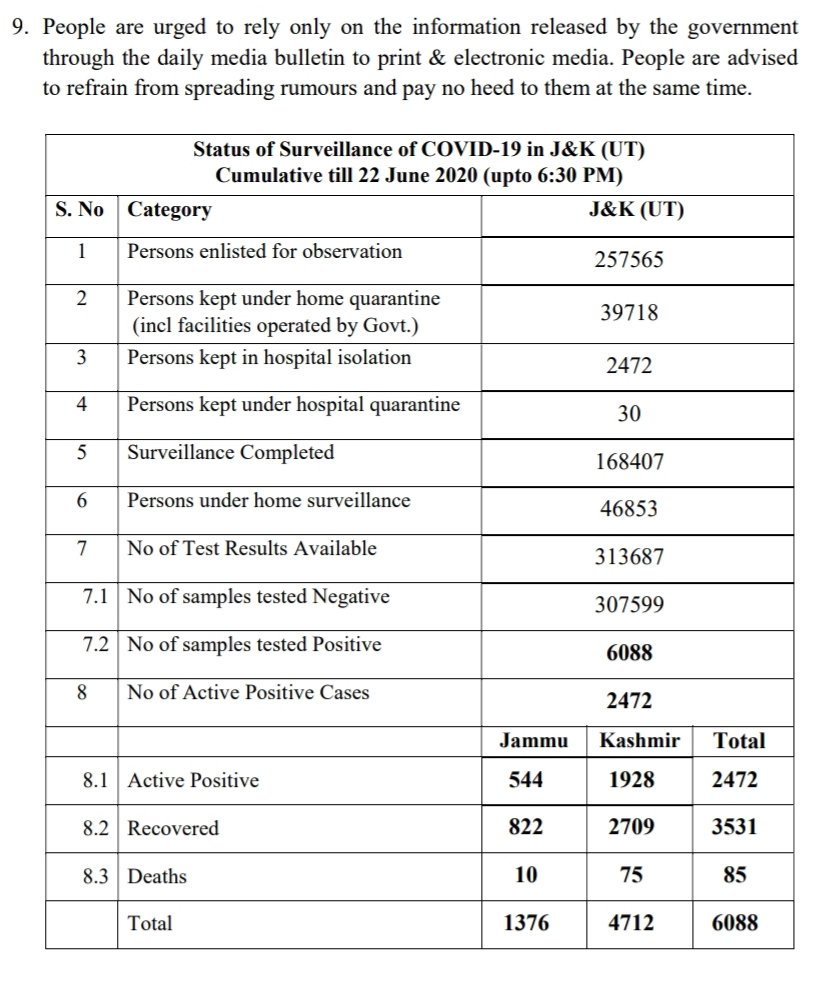 9. People are urged to rely only on the information released by the government
through the daily media bulletin to print & electronic media. People are advised
to refrain from spreading rumours and pay no heed to them at the same time.
Status of Surveillance of COVID-19 in J&K (UT)
Cumulative till 22 June 2020 (upto 6:30 PM)
S. No Category J&K (UT)
1 Persons enlisted for observation 257565
2 Persons kept under home quarantine
(incl facilities operated by Govt.) 39718
3 Persons kept in hospital isolation 2472
4 Persons kept under hospital quarantine 30
5 Surveillance Completed 168407
6 Persons under home surveillance 46853
7 No of Test Results Available 313687
7.1 No of samples tested Negative 307599
7.2 No of samples tested Positive 6088
8 No of Active Positive Cases 2472
Jammu Kashmir Total
8.1 Active Positive 544 1928 2472
8.2 Recovered 822 2709 3531
8.3 Deaths 10 75 85
Total 1376 4712 6088